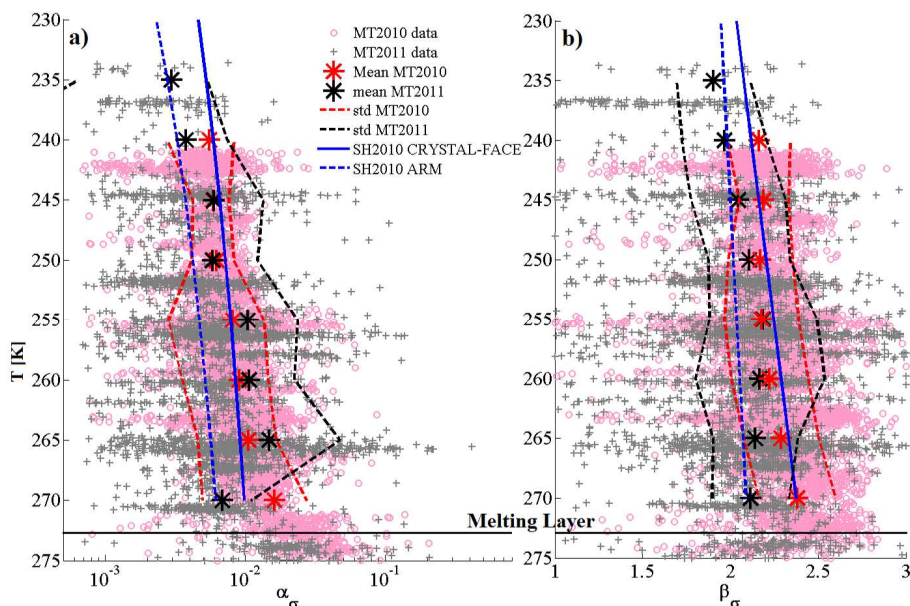 a)
MT2010 data
MT2011 data
Mean MT2010
mean MT2011
std MT2010
std MT2011
SH2010 CRYSTAL-FACE
SH2010 ARM
230
235
240
245
250
255
260
265
270
275
T [K]
10⁻³
10⁻²
10⁻¹
α_σ
b)
230
235
240
245
250
255
260
265
270
275
Melting Layer
1
1.5
2
2.5
3
β_σ